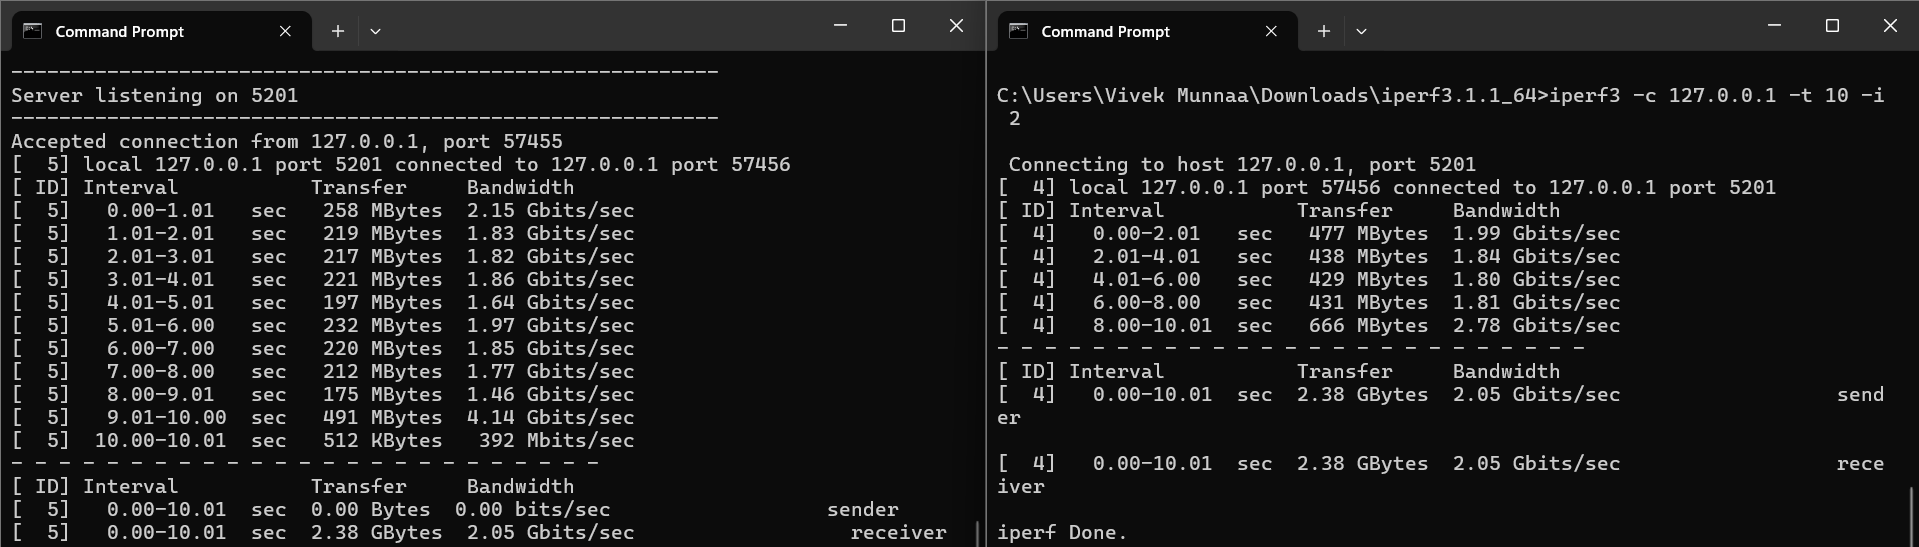 Command Prompt
------------------------------------------------------------
Server listening on 5201
------------------------------------------------------------
Accepted connection from 127.0.0.1, port 57455
[  5] local 127.0.0.1 port 5201 connected to 127.0.0.1 port 57456
[ ID] Interval           Transfer     Bandwidth
[  5]   0.00-1.01   sec   258 MBytes  2.15 Gbits/sec
[  5]   1.01-2.01   sec   219 MBytes  1.83 Gbits/sec
[  5]   2.01-3.01   sec   217 MBytes  1.82 Gbits/sec
[  5]   3.01-4.01   sec   221 MBytes  1.86 Gbits/sec
[  5]   4.01-5.01   sec   197 MBytes  1.64 Gbits/sec
[  5]   5.01-6.00   sec   232 MBytes  1.97 Gbits/sec
[  5]   6.00-7.00   sec   220 MBytes  1.85 Gbits/sec
[  5]   7.00-8.00   sec   212 MBytes  1.77 Gbits/sec
[  5]   8.00-9.01   sec   175 MBytes  1.46 Gbits/sec
[  5]   9.01-10.00  sec   491 MBytes  4.14 Gbits/sec
[  5]  10.00-10.01  sec   512 KBytes   392 Mbits/sec
- - - - - - - - - - - - - - - - - - - - - - - - -
[ ID] Interval           Transfer     Bandwidth
[  5]   0.00-10.01  sec  0.00 Bytes  0.00 bits/sec                  sender
[  5]   0.00-10.01  sec  2.38 GBytes  2.05 Gbits/sec                  receiver
Command Prompt
C:\Users\Vivek Munnaa\Downloads\iperf3.1.1_64>iperf3 -c 127.0.0.1 -t 10 -i
 2
 Connecting to host 127.0.0.1, port 5201
[  4] local 127.0.0.1 port 57456 connected to 127.0.0.1 port 5201
[ ID] Interval           Transfer     Bandwidth
[  4]   0.00-2.01   sec   477 MBytes  1.99 Gbits/sec
[  4]   2.01-4.01   sec   438 MBytes  1.84 Gbits/sec
[  4]   4.01-6.00   sec   429 MBytes  1.80 Gbits/sec
[  4]   6.00-8.00   sec   431 MBytes  1.81 Gbits/sec
[  4]   8.00-10.01  sec   666 MBytes  2.78 Gbits/sec
- - - - - - - - - - - - - - - - - - - - - - - - -
[ ID] Interval           Transfer     Bandwidth
[  4]   0.00-10.01  sec  2.38 GBytes  2.05 Gbits/sec                  send
er
[  4]   0.00-10.01  sec  2.38 GBytes  2.05 Gbits/sec                  rece
iver
iperf Done.